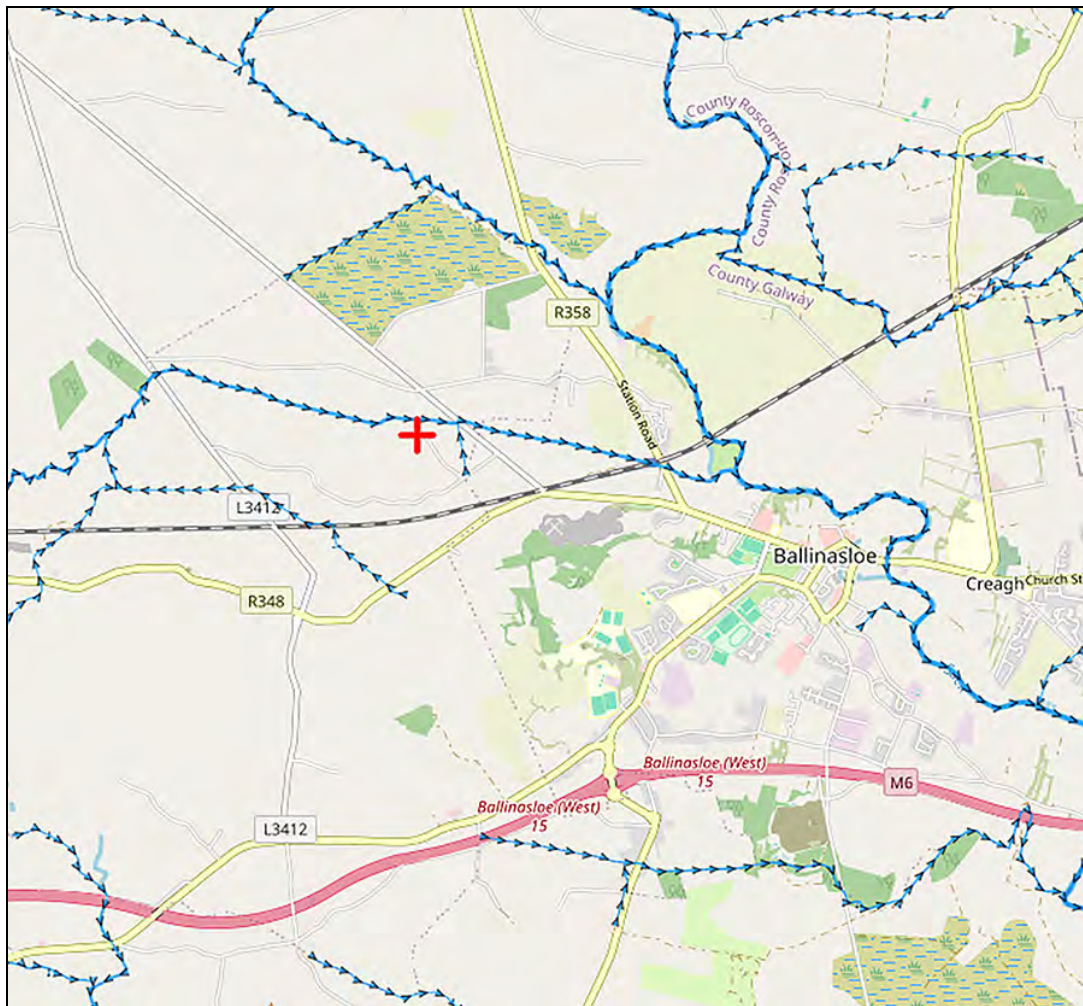 County Roscommon
County Ros
County Galway
R358
Station Road
L3412
Ballinasloe
Creagh
Church St
R348
Ballinasloe (West)
15
M6
Ballinasloe (West)
15
L3412